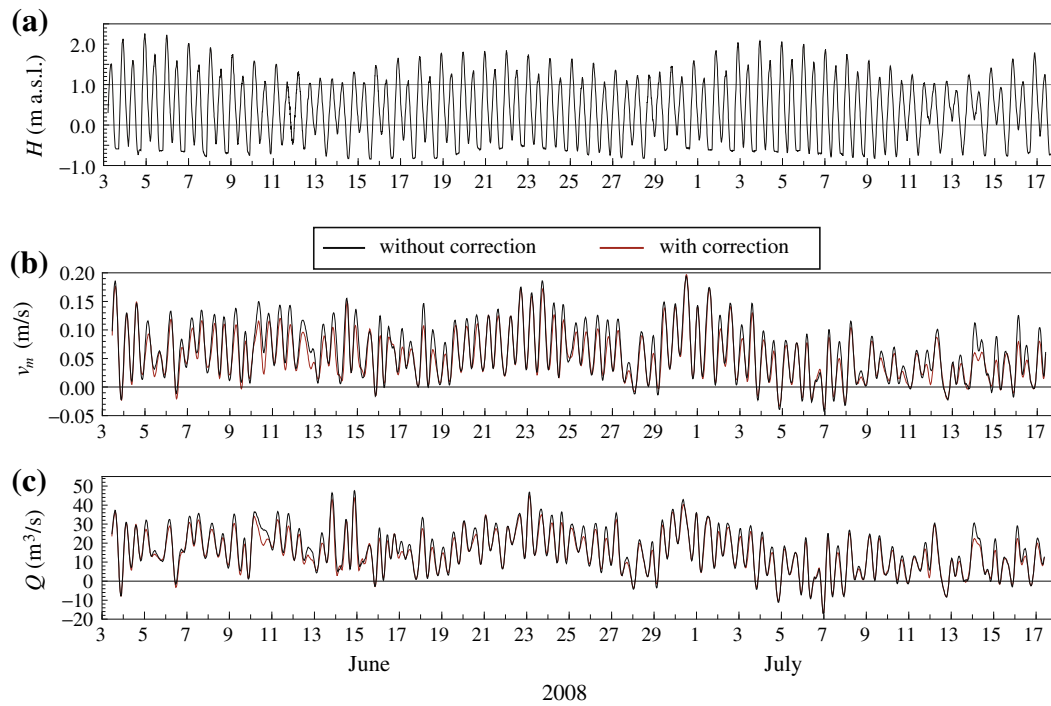 (a)
H (m a.s.l.)
2.0
1.0
0.0
−1.0
3 5 7 9 11 13 15 17 19 21 23 25 27 29 1 3 5 7 9 11 13 15 17
without correction with correction
(b)
v_m (m/s)
0.20
0.15
0.10
0.05
0.00
−0.05
3 5 7 9 11 13 15 17 19 21 23 25 27 29 1 3 5 7 9 11 13 15 17
(c)
Q (m³/s)
50
40
30
20
10
0
−10
−20
3 5 7 9 11 13 15 17 19 21 23 25 27 29 1 3 5 7 9 11 13 15 17
June July
2008